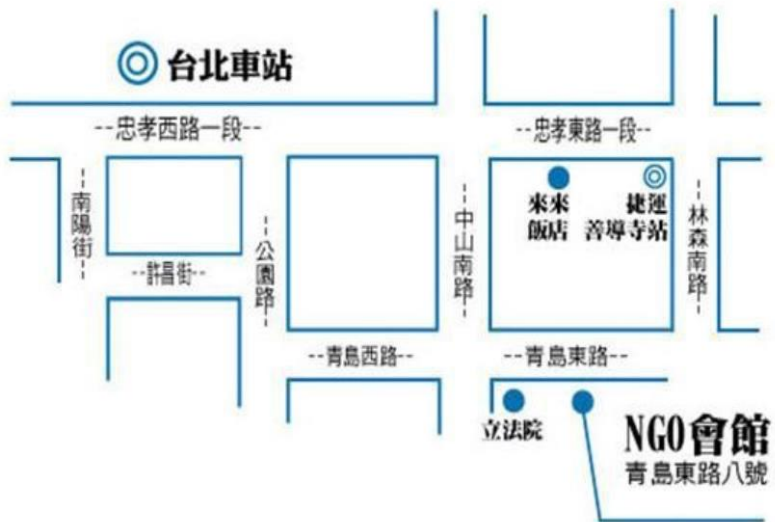 台北車站
--忠孝西路一段--
--忠孝東路一段--
--南陽街--
--公園路--
--中山南路--
來來
飯店
捷運
善導寺站
--林森南路--
--許昌街--
--青島西路--
--青島東路--
立法院
NGO會館
青島東路八號